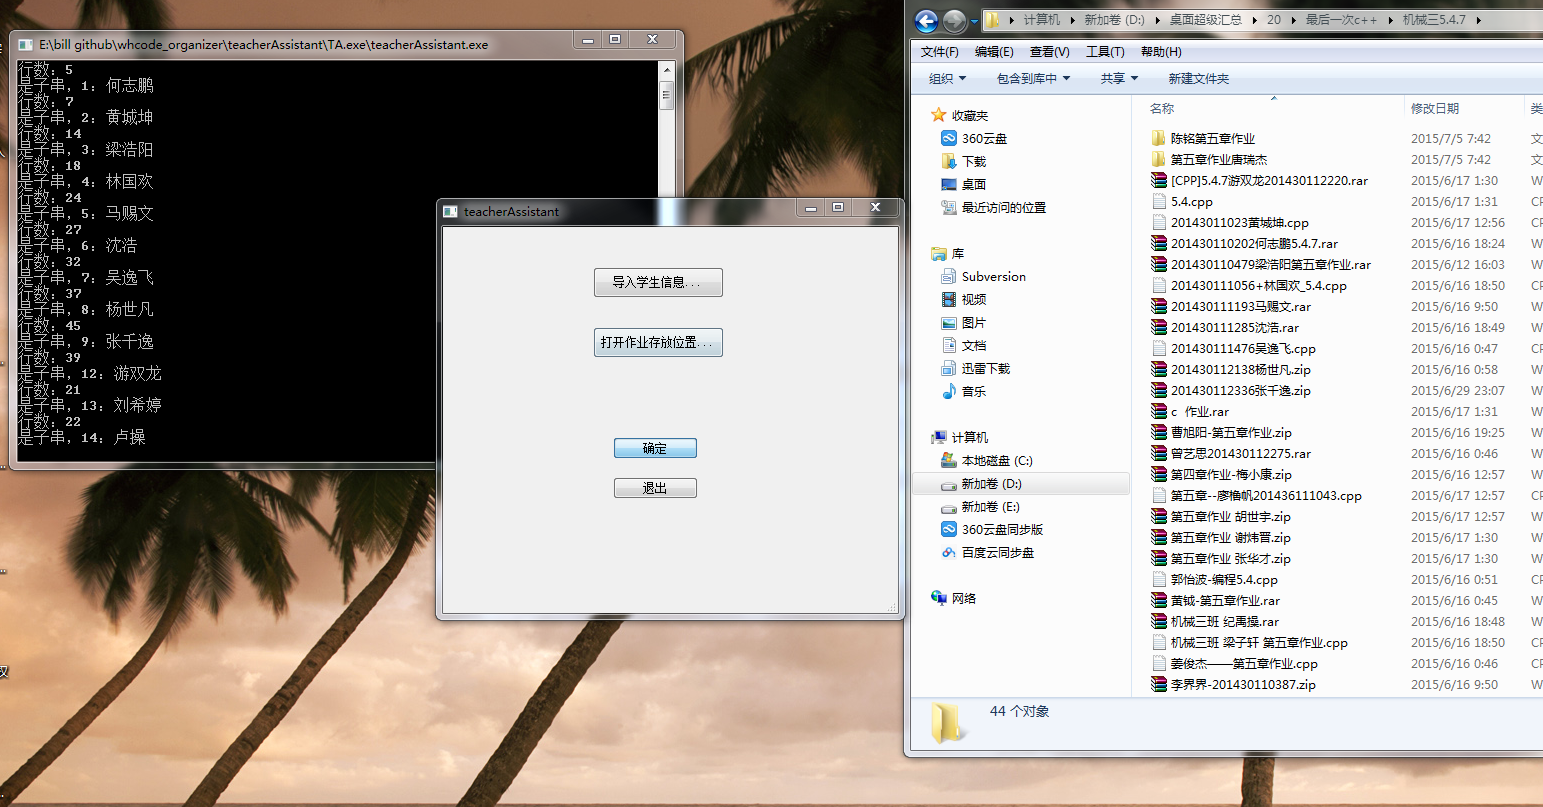 E:\bill github\whcode_organizer\teacherAssistant\TA.exe\teacherAssistant.exe
行数：5
是子串，1：何志鹏
行数：7
是子串，2：黄城坤
行数：14
是子串，3：梁浩阳
行数：18
是子串，4：林国欢
行数：24
是子串，5：马赐文
行数：27
是子串，6：沈浩
行数：32
是子串，7：吴逸飞
行数：37
是子串，8：杨世凡
行数：45
是子串，9：张千逸
行数：39
是子串，12：游双龙
行数：21
是子串，13：刘希婷
行数：22
是子串，14：卢操
teacherAssistant
导入学生信息...
打开作业存放位置...
确定
退出
计算机 新加卷 (D:) 桌面超级汇总 20 最后一次c++ 机械三5.4.7
文件(F) 编辑(E) 查看(V) 工具(T) 帮助(H)
组织 包含到库中 共享 新建文件夹
收藏夹
360云盘
下载
桌面
最近访问的位置
库
Subversion
视频
图片
文档
迅雷下载
音乐
计算机
本地磁盘 (C:)
新加卷 (D:)
新加卷 (E:)
360云盘同步版
百度云同步盘
网络
名称 修改日期 类
陈铭第五章作业 2015/7/5 7:42 文
第五章作业唐瑞杰 2015/7/5 7:42 文
[CPP]5.4.7游双龙201430112220.rar 2015/6/17 1:30 W
5.4.cpp 2015/6/17 1:31 CP
20143011023黄城坤.cpp 2015/6/17 12:56 CP
201430110202何志鹏5.4.7.rar 2015/6/16 18:24 W
201430110479梁浩阳第五章作业.rar 2015/6/12 16:03 W
201430111056+林国欢_5.4.cpp 2015/6/16 18:50 CP
201430111193马赐文.rar 2015/6/16 9:50 W
201430111285沈浩.rar 2015/6/16 18:49 W
201430111476吴逸飞.cpp 2015/6/16 0:47 CP
201430112138杨世凡.zip 2015/6/16 0:58 W
201430112336张千逸.zip 2015/6/29 23:07 W
c 作业.rar 2015/6/17 1:31 W
曹旭阳-第五章作业.zip 2015/6/16 19:25 W
曾艺思201430112275.rar 2015/6/16 0:46 W
第四章作业-梅小康.zip 2015/6/16 12:57 W
第五章--廖橹帆201436111043.cpp 2015/6/17 12:57 CP
第五章作业 胡世宇.zip 2015/6/17 12:57 W
第五章作业 谢炜晋.zip 2015/6/17 1:30 W
第五章作业 张华才.zip 2015/6/17 1:30 W
郭怡波-编程5.4.cpp 2015/6/16 0:51 CP
黄钺-第五章作业.rar 2015/6/16 0:45 W
机械三班 纪禹操.rar 2015/6/16 18:48 W
机械三班 梁子轩 第五章作业.cpp 2015/6/16 18:50 CP
姜俊杰——第五章作业.cpp 2015/6/16 0:46 CP
李界界-201430110387.zip 2015/6/16 9:50 W
44 个对象